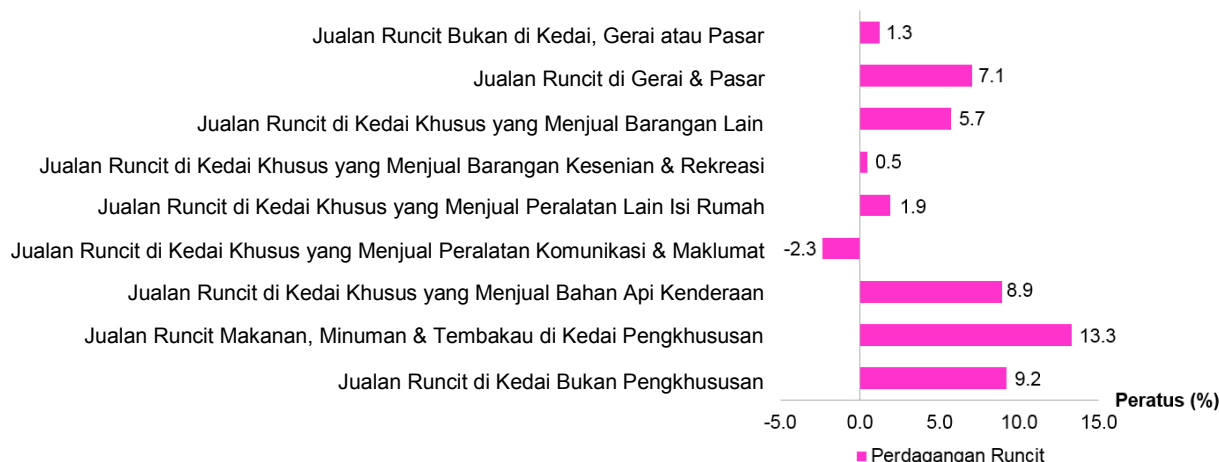 Jualan Runcit Bukan di Kedai, Gerai atau Pasar 1.3
Jualan Runcit di Gerai & Pasar 7.1
Jualan Runcit di Kedai Khusus yang Menjual Barangan Lain 5.7
Jualan Runcit di Kedai Khusus yang Menjual Barangan Kesenian & Rekreasi 0.5
Jualan Runcit di Kedai Khusus yang Menjual Peralatan Lain Isi Rumah 1.9
Jualan Runcit di Kedai Khusus yang Menjual Peralatan Komunikasi & Maklumat -2.3
Jualan Runcit di Kedai Khusus yang Menjual Bahan Api Kenderaan 8.9
Jualan Runcit Makanan, Minuman & Tembakau di Kedai Pengkhususan 13.3
Jualan Runcit di Kedai Bukan Pengkhususan 9.2
Peratus (%)
-5.0 0.0 5.0 10.0 15.0
Perdagangan Runcit